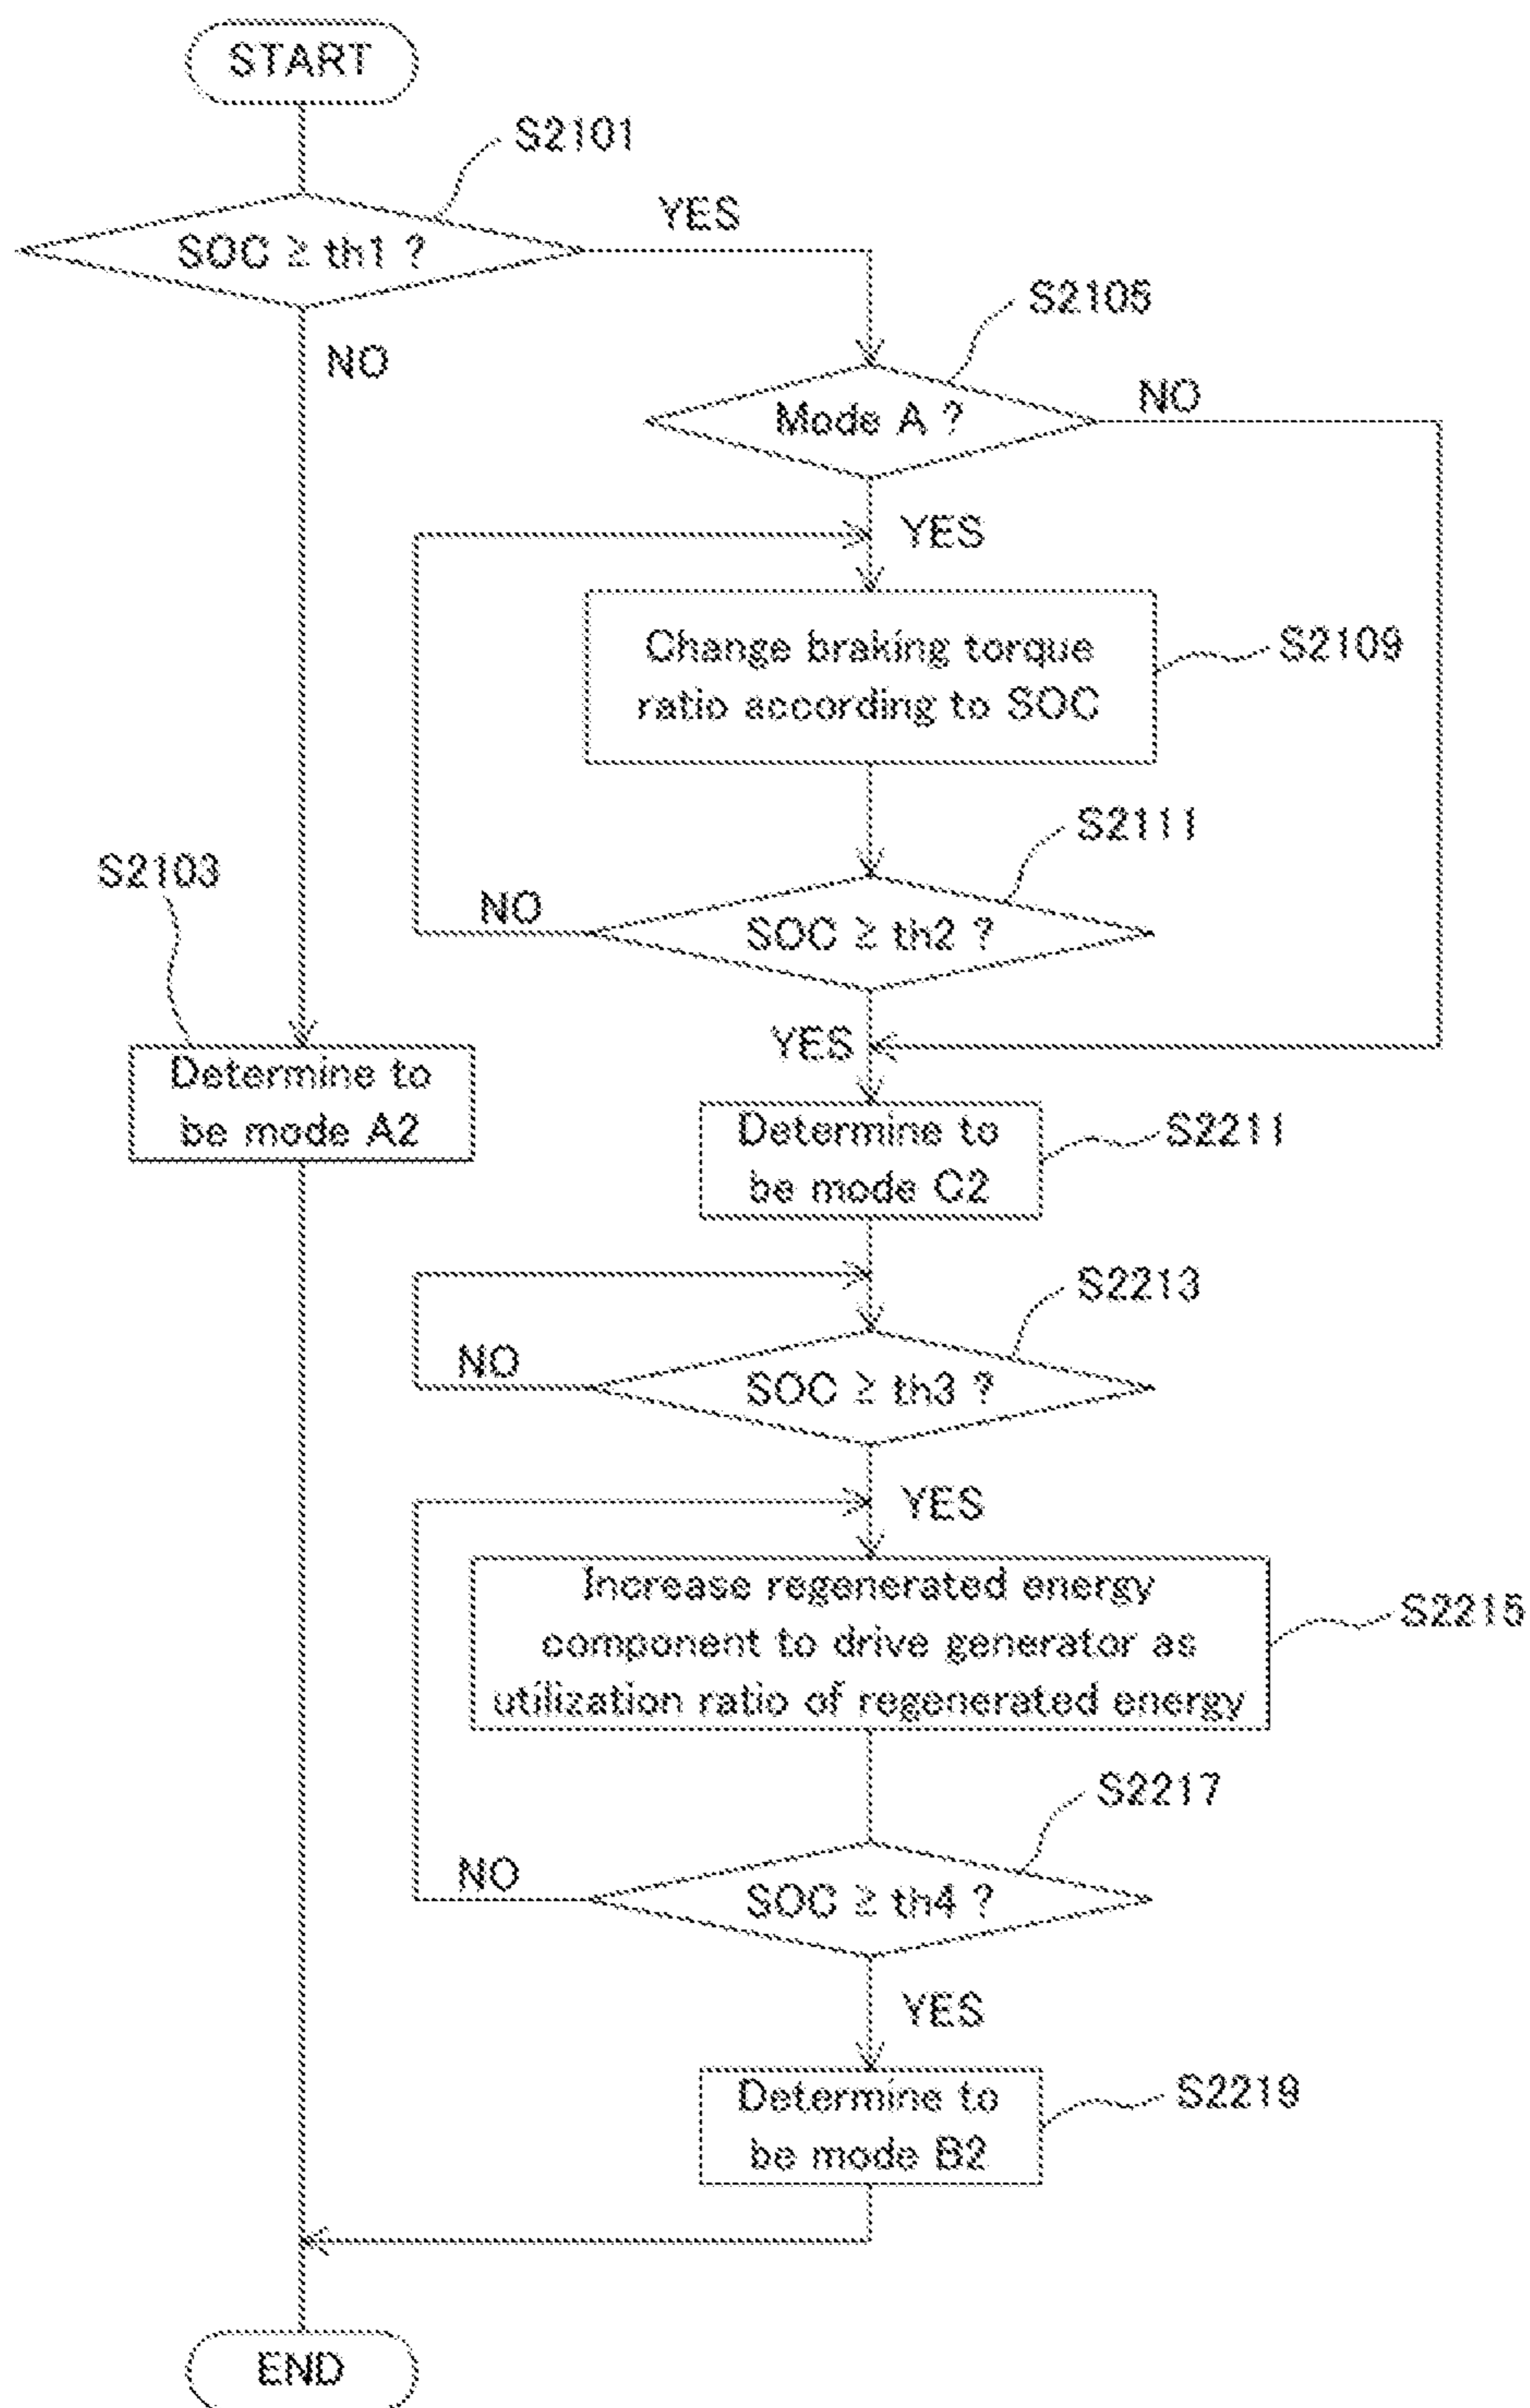 START
S2101
SOC ≥ th1 ?
YES
NO
S2105
Mode A ?
NO
YES
Change braking torque
ratio according to SOC
S2109
S2111
SOC ≥ th2 ?
NO
YES
S2103
Determine to
be mode A2
Determine to
be mode C2
S2211
S2213
SOC ≥ th3 ?
NO
YES
Increase regenerated energy
component to drive generator as
utilization ratio of regenerated energy
S2215
S2217
SOC ≥ th4 ?
NO
YES
Determine to
be mode B2
S2219
END